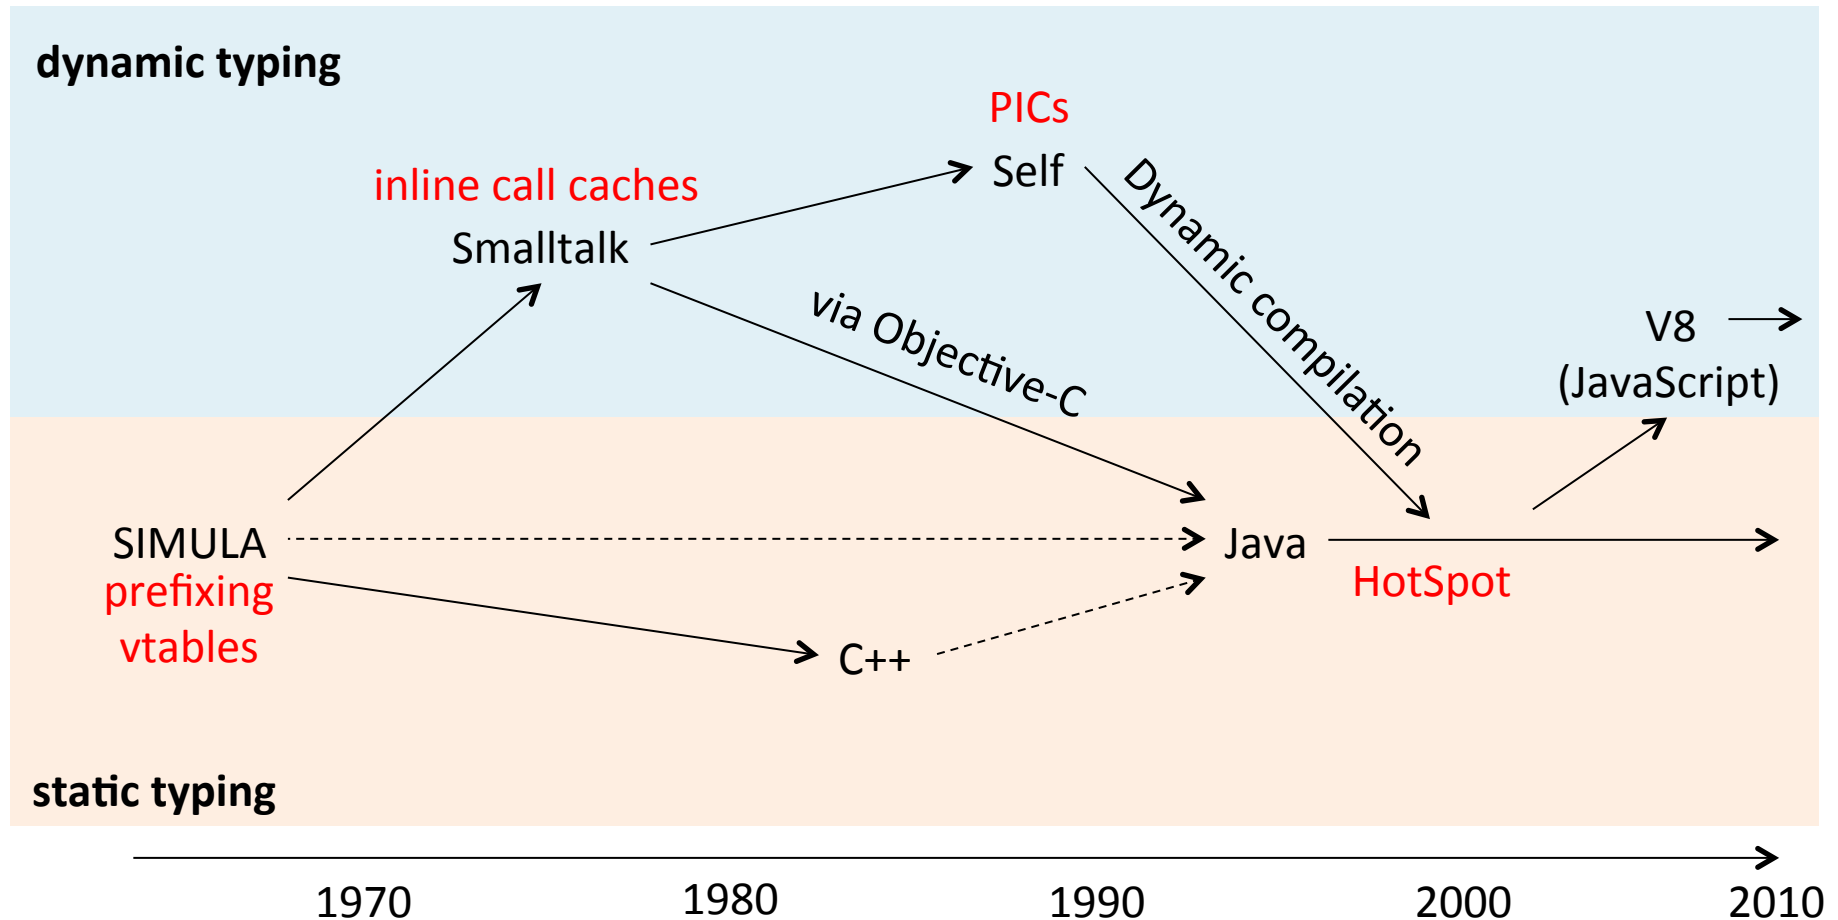 dynamic typing
PICs
Self
inline call caches
Smalltalk
Dynamic compilation
via Objective-C
V8
(JavaScript)
SIMULA
prefixing
vtables
Java
HotSpot
C++
static typing
1970
1980
1990
2000
2010